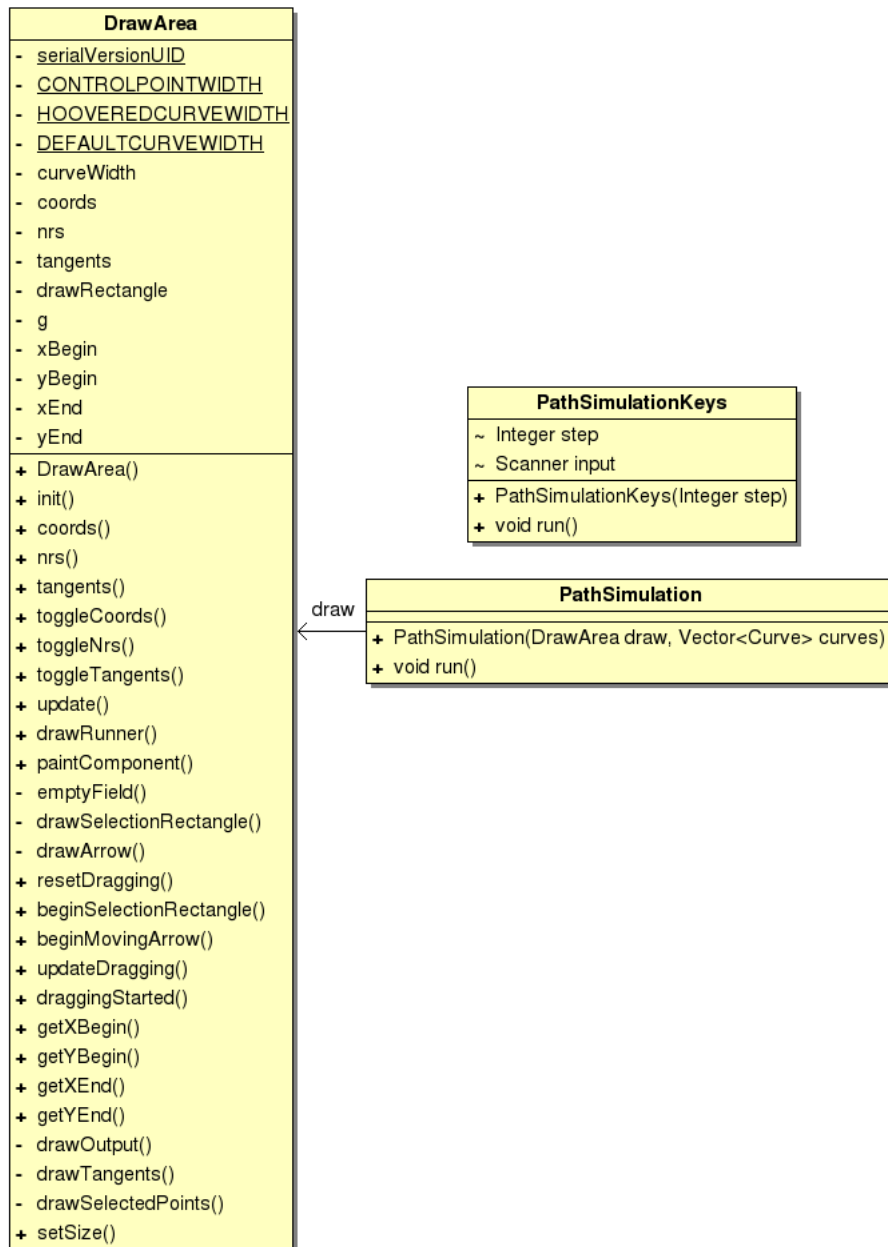 DrawArea
- serialVersionUID
- CONTROLPOINTWIDTH
- HOOVEREDCURVEWIDTH
- DEFAULTCURVEWIDTH
- curveWidth
- coords
- nrs
- tangents
- drawRectangle
- g
- xBegin
- yBegin
- xEnd
- yEnd
+ DrawArea()
+ init()
+ coords()
+ nrs()
+ tangents()
+ toggleCoords()
+ toggleNrs()
+ toggleTangents()
+ update()
+ drawRunner()
+ paintComponent()
- emptyField()
- drawSelectionRectangle()
- drawArrow()
+ resetDragging()
+ beginSelectionRectangle()
+ beginMovingArrow()
+ updateDragging()
+ draggingStarted()
+ getXBegin()
+ getYBegin()
+ getXEnd()
+ getYEnd()
- drawOutput()
- drawTangents()
- drawSelectedPoints()
+ setSize()
PathSimulationKeys
~ Integer step
~ Scanner input
+ PathSimulationKeys(Integer step)
+ void run()
draw
PathSimulation
+ PathSimulation(DrawArea draw, Vector<Curve> curves)
+ void run()